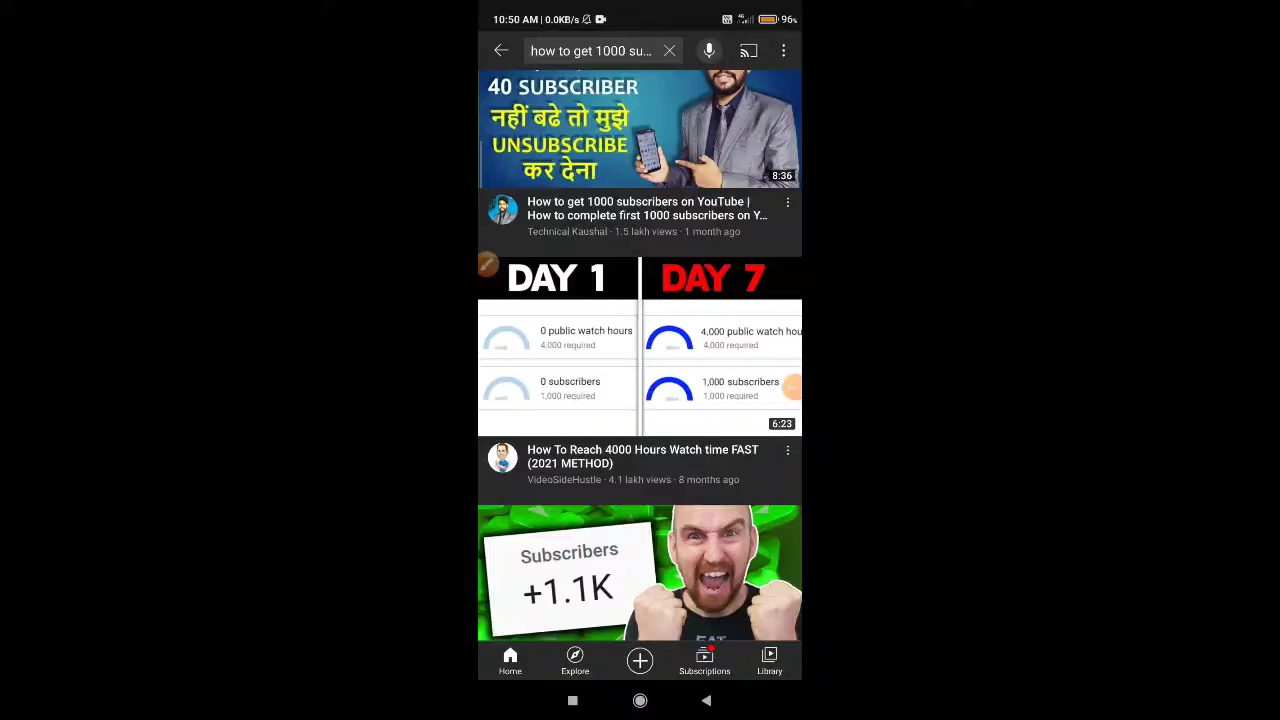 10:50 AM | 0.0KB/s
4G
96%
how to get 1000 su...
40 SUBSCRIBER
नहीं बढे तो मुझे
UNSUBSCRIBE
कर देना
8:36
How to get 1000 subscribers on YouTube |
How to complete first 1000 subscribers on Y...
Technical Kaushal · 1.5 lakh views · 1 month ago
DAY 1
DAY 7
0 public watch hours
4,000 required
4,000 public watch hou
4,000 required
0 subscribers
1,000 required
1,000 subscribers
1,000 required
6:23
How To Reach 4000 Hours Watch time FAST
(2021 METHOD)
VideoSideHustle · 4.1 lakh views · 8 months ago
Subscribers
+1.1K
EAT
Home
Explore
Subscriptions
Library